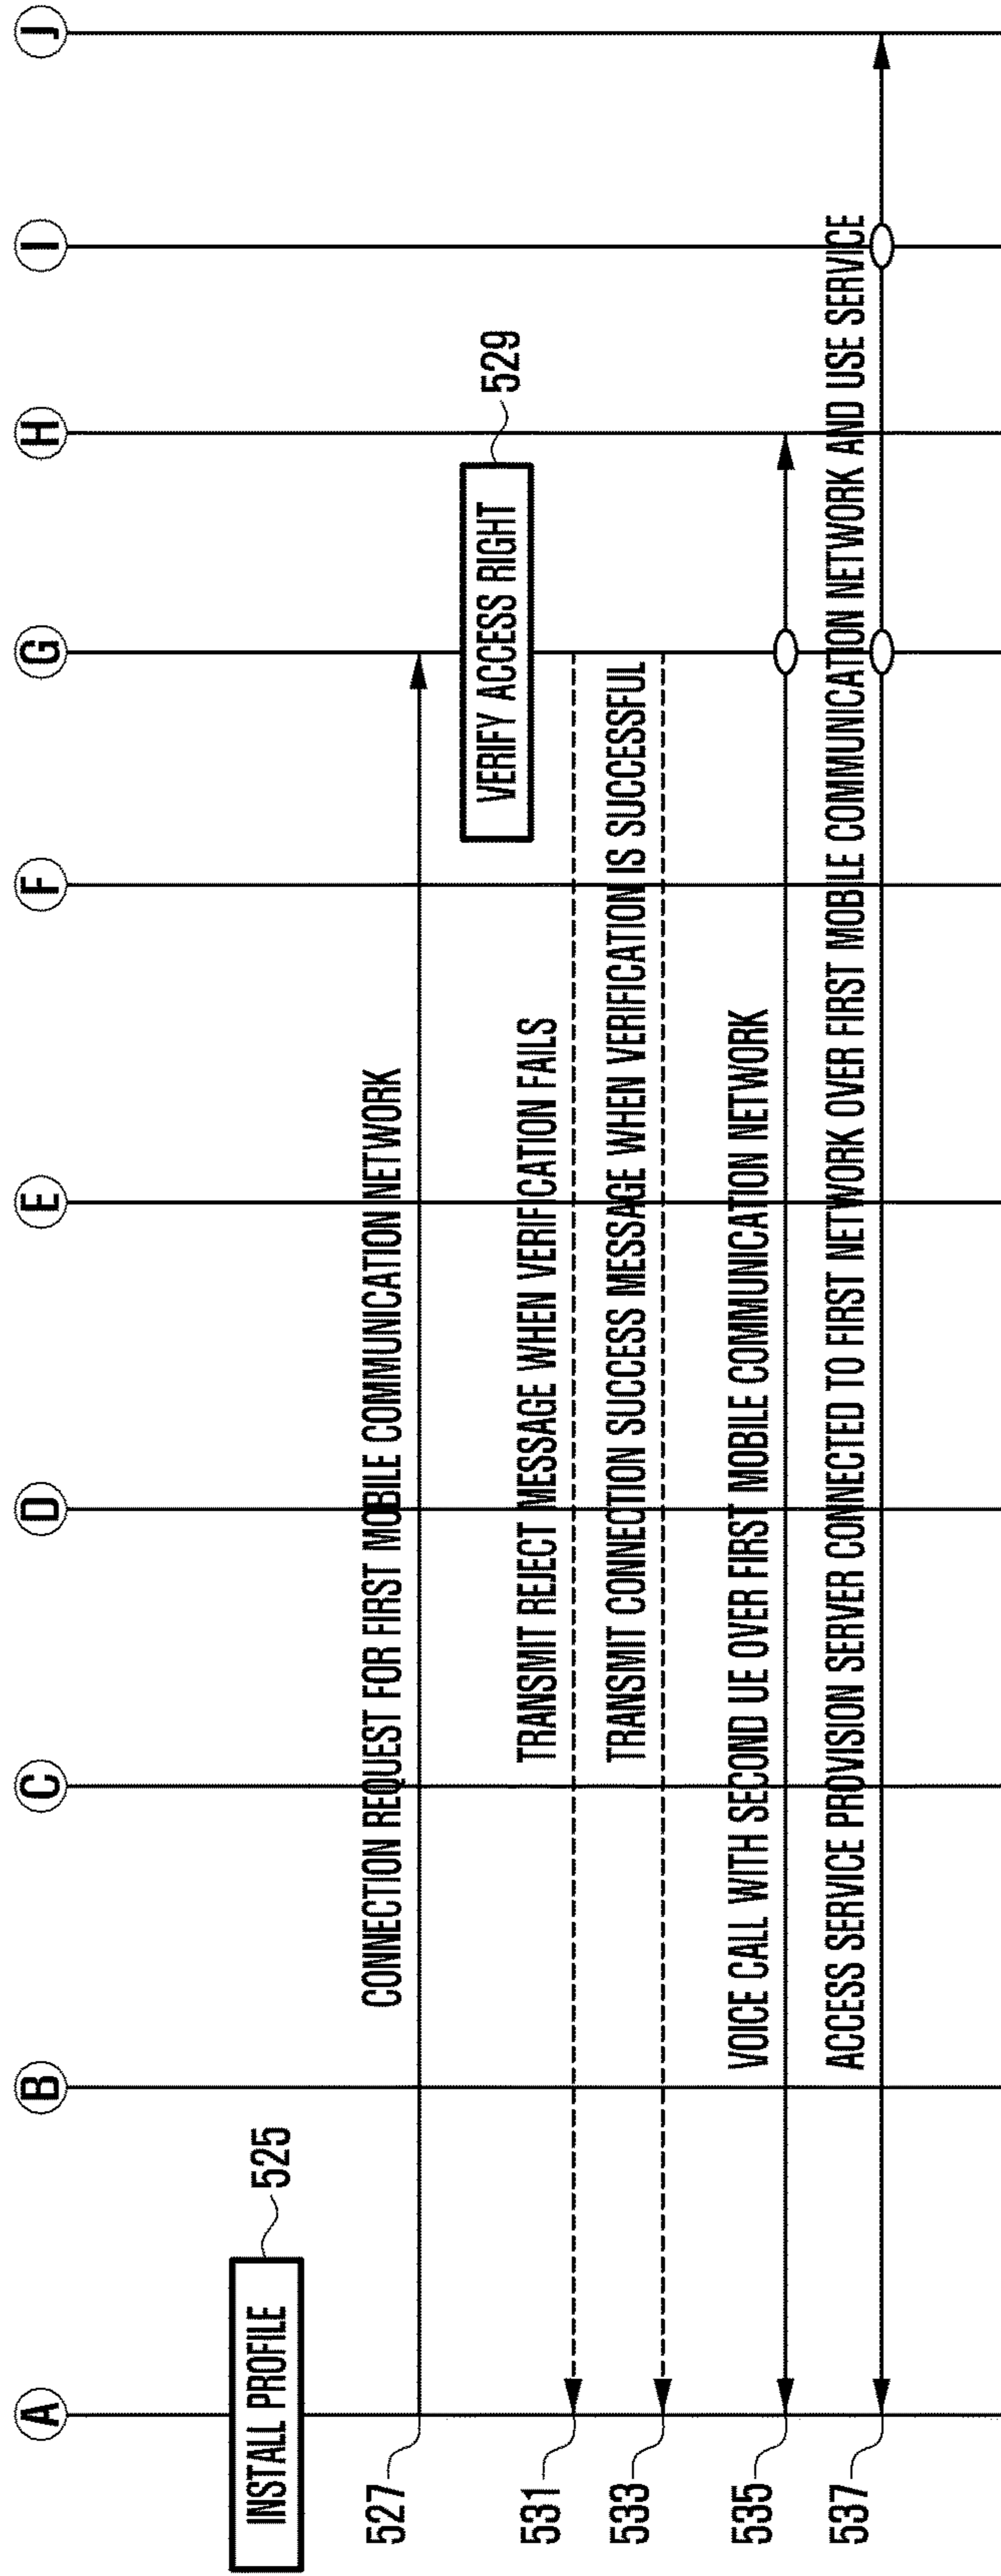 A
B
C
D
E
F
G
H
I
J
INSTALL PROFILE
525
CONNECTION REQUEST FOR FIRST MOBILE COMMUNICATION NETWORK
527
VERIFY ACCESS RIGHT
529
TRANSMIT REJECT MESSAGE WHEN VERIFICATION FAILS
531
TRANSMIT CONNECTION SUCCESS MESSAGE WHEN VERIFICATION IS SUCCESSFUL
533
VOICE CALL WITH SECOND UE OVER FIRST MOBILE COMMUNICATION NETWORK
535
ACCESS SERVICE PROVISION SERVER CONNECTED TO FIRST NETWORK OVER FIRST MOBILE COMMUNICATION NETWORK AND USE SERVICE
537